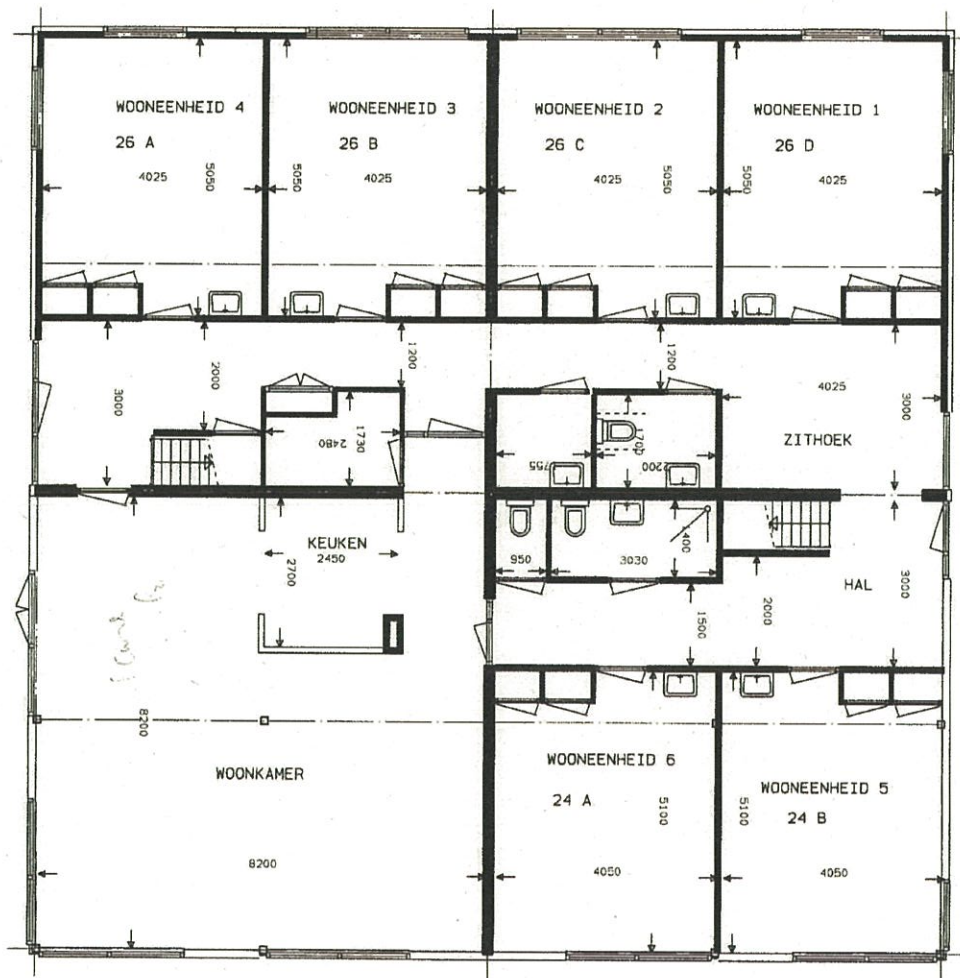 WOONEENHEID 4
26 A
4025
5050
WOONEENHEID 3
26 B
4025
5050
WOONEENHEID 2
26 C
4025
5050
WOONEENHEID 1
26 D
4025
5050
3000
2000
1200
1200
4025
3000
ZITHOEK
2480
1730
755
1700
2200
KEUKEN
2450
2700
950
3030
1400
HAL
3000
1500
2000
8200
WOONKAMER
8200
WOONEENHEID 6
24 A
5100
4050
WOONEENHEID 5
24 B
5100
4050